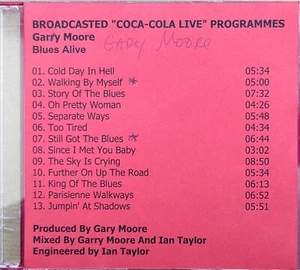 BROADCASTED "COCA-COLA LIVE" PROGRAMMES
Garry Moore GARY MOORE
Blues Alive
01. Cold Day In Hell 05:34
02. Walking By Myself 05:00
03. Story Of The Blues 07:32
04. Oh Pretty Woman 04:26
05. Separate Ways 05:48
06. Too Tired 04:34
07. Still Got The Blues 06:44
08. Since I Met You Baby 03:02
09. The Sky Is Crying 08:50
10. Further On Up The Road 05:34
11. King Of The Blues 06:13
12. Parisienne Walkways 06:52
13. Jumpin' At Shadows 05:51
Produced By Gary Moore
Mixed By Garry Moore And Ian Taylor
Engineered by Ian Taylor